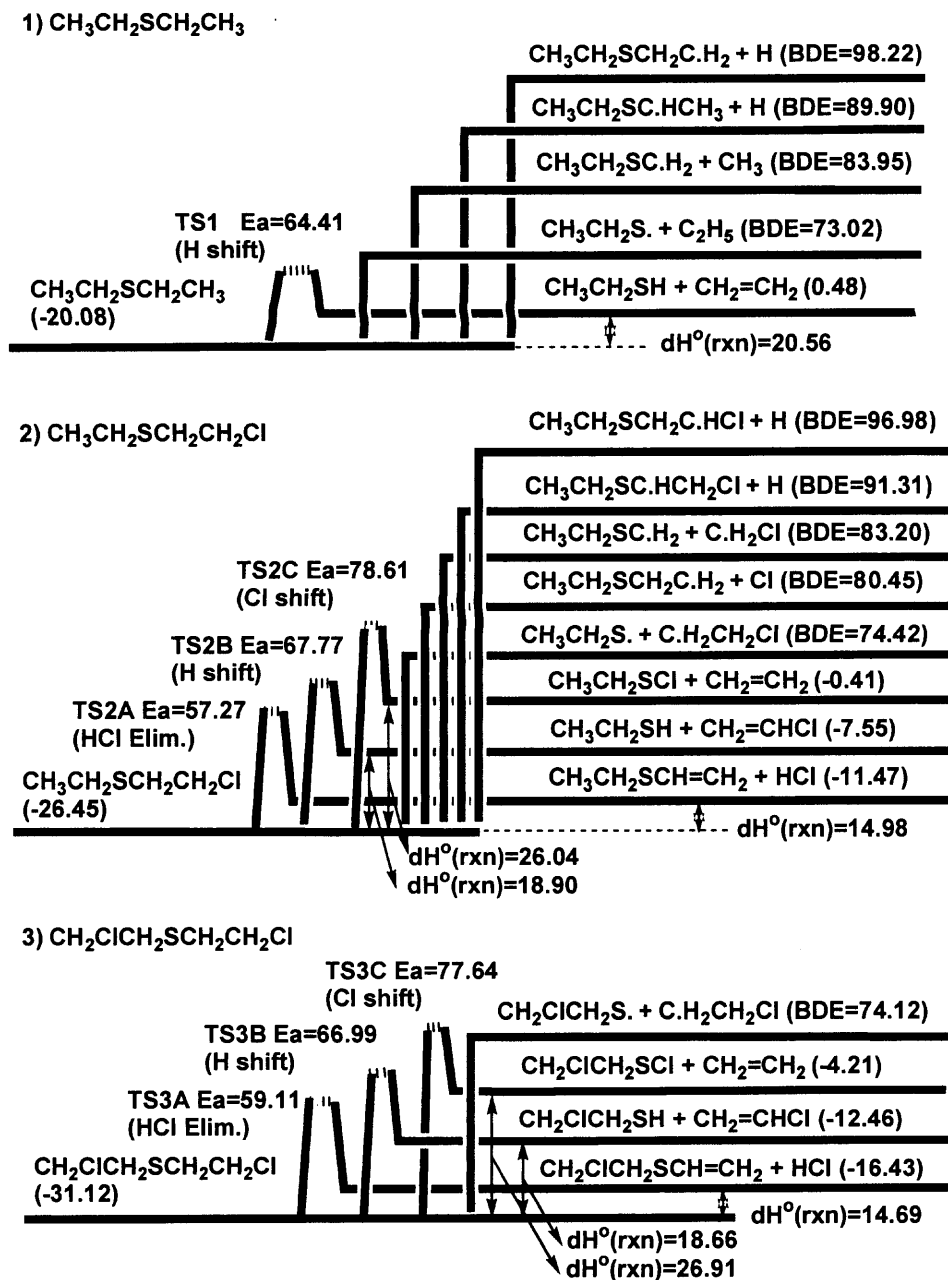 1) CH₃CH₂SCH₂CH₃
CH₃CH₂SCH₂C.H₂ + H (BDE=98.22)
CH₃CH₂SC.HCH₃ + H (BDE=89.90)
CH₃CH₂SC.H₂ + CH₃ (BDE=83.95)
TS1 Ea=64.41
(H shift)
CH₃CH₂S. + C₂H₅ (BDE=73.02)
CH₃CH₂SCH₂CH₃
(-20.08)
CH₃CH₂SH + CH₂=CH₂ (0.48)
dHᵒ(rxn)=20.56
2) CH₃CH₂SCH₂CH₂Cl
CH₃CH₂SCH₂C.HCl + H (BDE=96.98)
CH₃CH₂SC.HCH₂Cl + H (BDE=91.31)
CH₃CH₂SC.H₂ + C.H₂Cl (BDE=83.20)
TS2C Ea=78.61
(Cl shift)
CH₃CH₂SCH₂C.H₂ + Cl (BDE=80.45)
TS2B Ea=67.77
(H shift)
CH₃CH₂S. + C.H₂CH₂Cl (BDE=74.42)
CH₃CH₂SCl + CH₂=CH₂ (-0.41)
TS2A Ea=57.27
(HCl Elim.)
CH₃CH₂SH + CH₂=CHCl (-7.55)
CH₃CH₂SCH₂CH₂Cl
(-26.45)
CH₃CH₂SCH=CH₂ + HCl (-11.47)
dHᵒ(rxn)=14.98
dHᵒ(rxn)=26.04
dHᵒ(rxn)=18.90
3) CH₂ClCH₂SCH₂CH₂Cl
TS3C Ea=77.64
(Cl shift)
CH₂ClCH₂S. + C.H₂CH₂Cl (BDE=74.12)
TS3B Ea=66.99
(H shift)
CH₂ClCH₂SCl + CH₂=CH₂ (-4.21)
TS3A Ea=59.11
(HCl Elim.)
CH₂ClCH₂SH + CH₂=CHCl (-12.46)
CH₂ClCH₂SCH₂CH₂Cl
(-31.12)
CH₂ClCH₂SCH=CH₂ + HCl (-16.43)
dHᵒ(rxn)=14.69
dHᵒ(rxn)=18.66
dHᵒ(rxn)=26.91